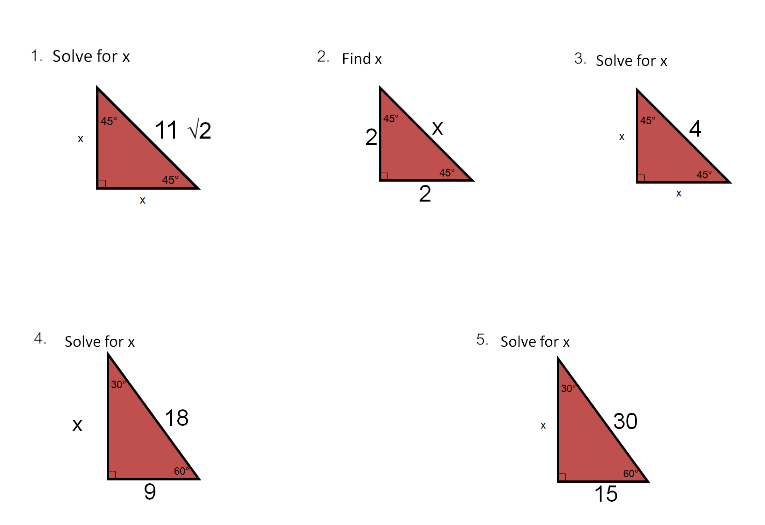 1. Solve for x
2. Find x
3. Solve for x
45°
11 √2
x
45°
x
45°
2
x
45°
2
45°
4
x
45°
x
4. Solve for x
5. Solve for x
30°
18
x
60°
9
30°
30
x
60°
15